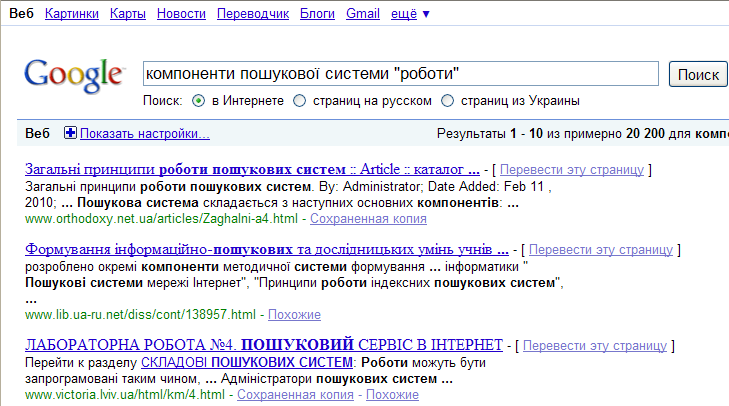 Веб Картинки Карты Новости Переводчик Блоги Gmail ещё ▼
Google компоненти пошукової системи "роботи" Поиск
Поиск: в Интернете страниц на русском страниц из Украины
Веб Показать настройки... Результаты 1 - 10 из примерно 20 200 для комп
Загальні принципи роботи пошукових систем :: Article :: каталог ... - [ Перевести эту страницу ]
Загальні принципи роботи пошукових систем. By: Administrator; Date Added: Feb 11 ,
2010; ... Пошукова система складається з наступних основних компонентів: ...
www.orthodoxy.net.ua/articles/Zaghalni-a4.html - Сохраненная копия
Формування інформаційно-пошукових та дослідницьких умінь учнів ... - [ Перевести эту страницу ]
розроблено окремі компоненти методичної системи формування ... інформатики "
Пошукові системи мережі Інтернет", "Принципи роботи індексних пошукових систем",
...
www.lib.ua-ru.net/diss/cont/138957.html - Похожие
ЛАБОРАТОРНА РОБОТА №4. ПОШУКОВИЙ СЕРВІС В ІНТЕРНЕТ - [ Перевести эту страницу ]
Перейти к разделу СКЛАДОВІ ПОШУКОВИХ СИСТЕМ: Роботи можуть бути
запрограмовані таким чином, ... Адміністратори пошукових систем ...
www.victoria.lviv.ua/html/km/4.html - Сохраненная копия - Похожие